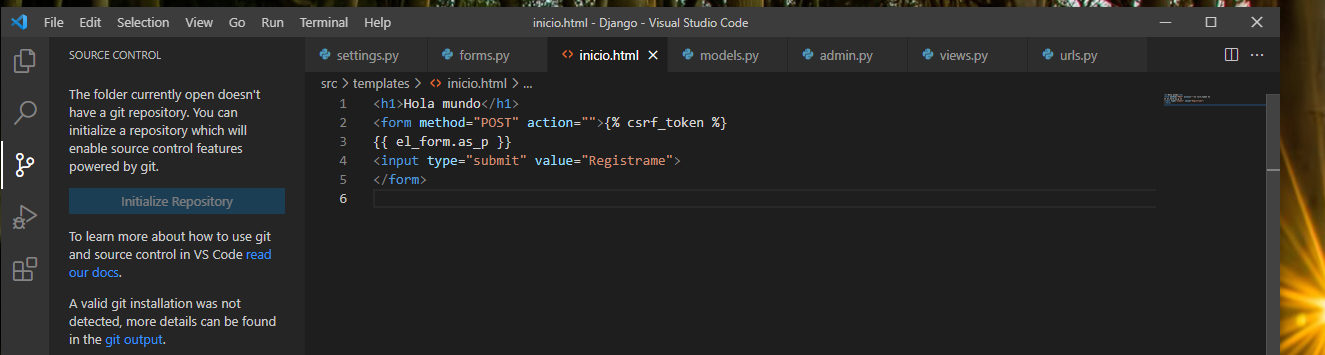 File Edit Selection View Go Run Terminal Help inicio.html - Django - Visual Studio Code
SOURCE CONTROL
The folder currently open doesn't
have a git repository. You can
initialize a repository which will
enable source control features
powered by git.
Initialize Repository
To learn more about how to use git
and source control in VS Code read
our docs.
A valid git installation was not
detected, more details can be found
in the git output.
settings.py forms.py <> inicio.html models.py admin.py views.py urls.py
src > templates > <> inicio.html > ...
1 <h1>Hola mundo</h1>
2 <form method="POST" action="">{% csrf_token %}
3 {{ el_form.as_p }}
4 <input type="submit" value="Registrame">
5 </form>
6